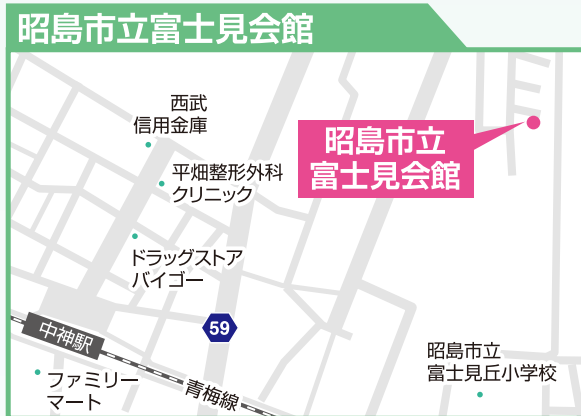 昭島市立富士見会館
西武
信用金庫
昭島市立
富士見会館
平畑整形外科
クリニック
ドラッグストア
バイゴー
59
中神駅
昭島市立
富士見丘小学校
ファミリー
マート
青梅線